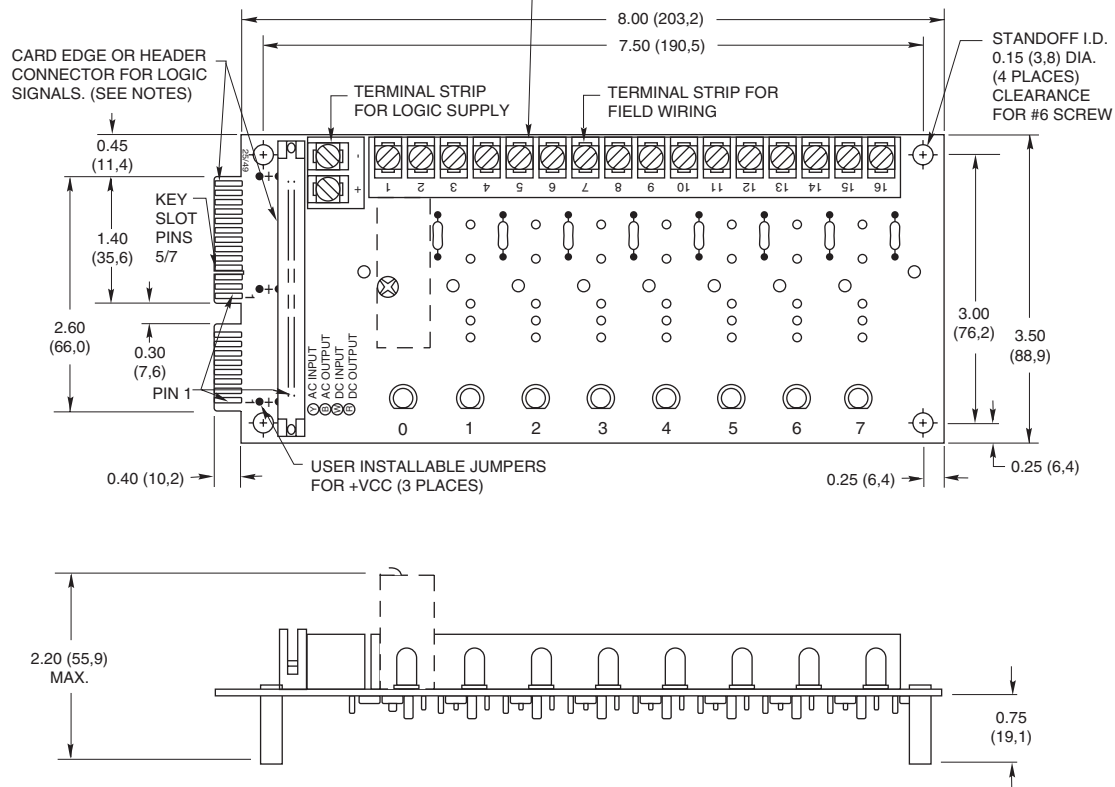 8.00 (203,2)
7.50 (190,5)
CARD EDGE OR HEADER
CONNECTOR FOR LOGIC
SIGNALS. (SEE NOTES)
TERMINAL STRIP
FOR LOGIC SUPPLY
TERMINAL STRIP FOR
FIELD WIRING
STANDOFF I.D.
0.15 (3,8) DIA.
(4 PLACES)
CLEARANCE
FOR #6 SCREW
0.45
(11,4)
25/49
-
+
1 2 3 4 5 6 7 8 9 10 11 12 13 14 15 16
KEY
SLOT
PINS
5/7
1.40
(35,6)
2.60
(66,0)
0.30
(7,6)
PIN 1
+
+
+
1
1
Y AC INPUT
B AC OUTPUT
W DC INPUT
R DC OUTPUT
3.00
(76,2)
3.50
(88,9)
0 1 2 3 4 5 6 7
0.40 (10,2)
USER INSTALLABLE JUMPERS
FOR +VCC (3 PLACES)
0.25 (6,4)
0.25 (6,4)
2.20 (55,9)
MAX.
0.75
(19,1)